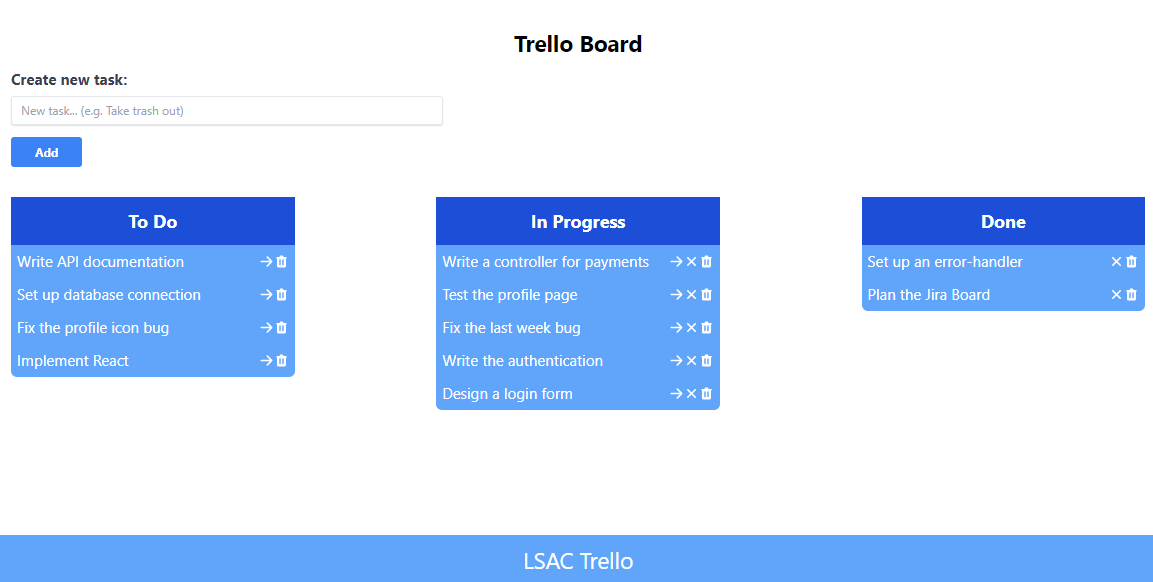 Trello Board
Create new task:
New task... (e.g. Take trash out)
Add
To Do
Write API documentation
Set up database connection
Fix the profile icon bug
Implement React
In Progress
Write a controller for payments
Test the profile page
Fix the last week bug
Write the authentication
Design a login form
Done
Set up an error-handler
Plan the Jira Board
LSAC Trello